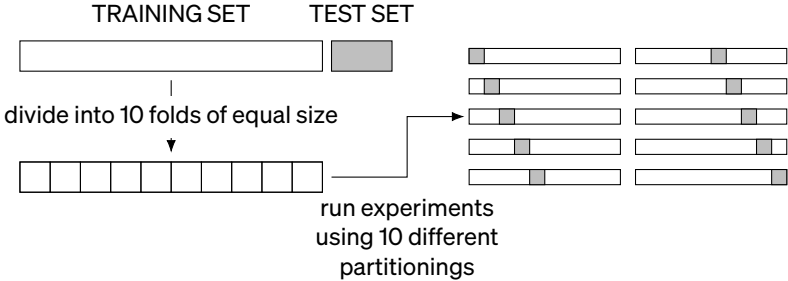 TRAINING SET
TEST SET
divide into 10 folds of equal size
run experiments
using 10 different
partitionings